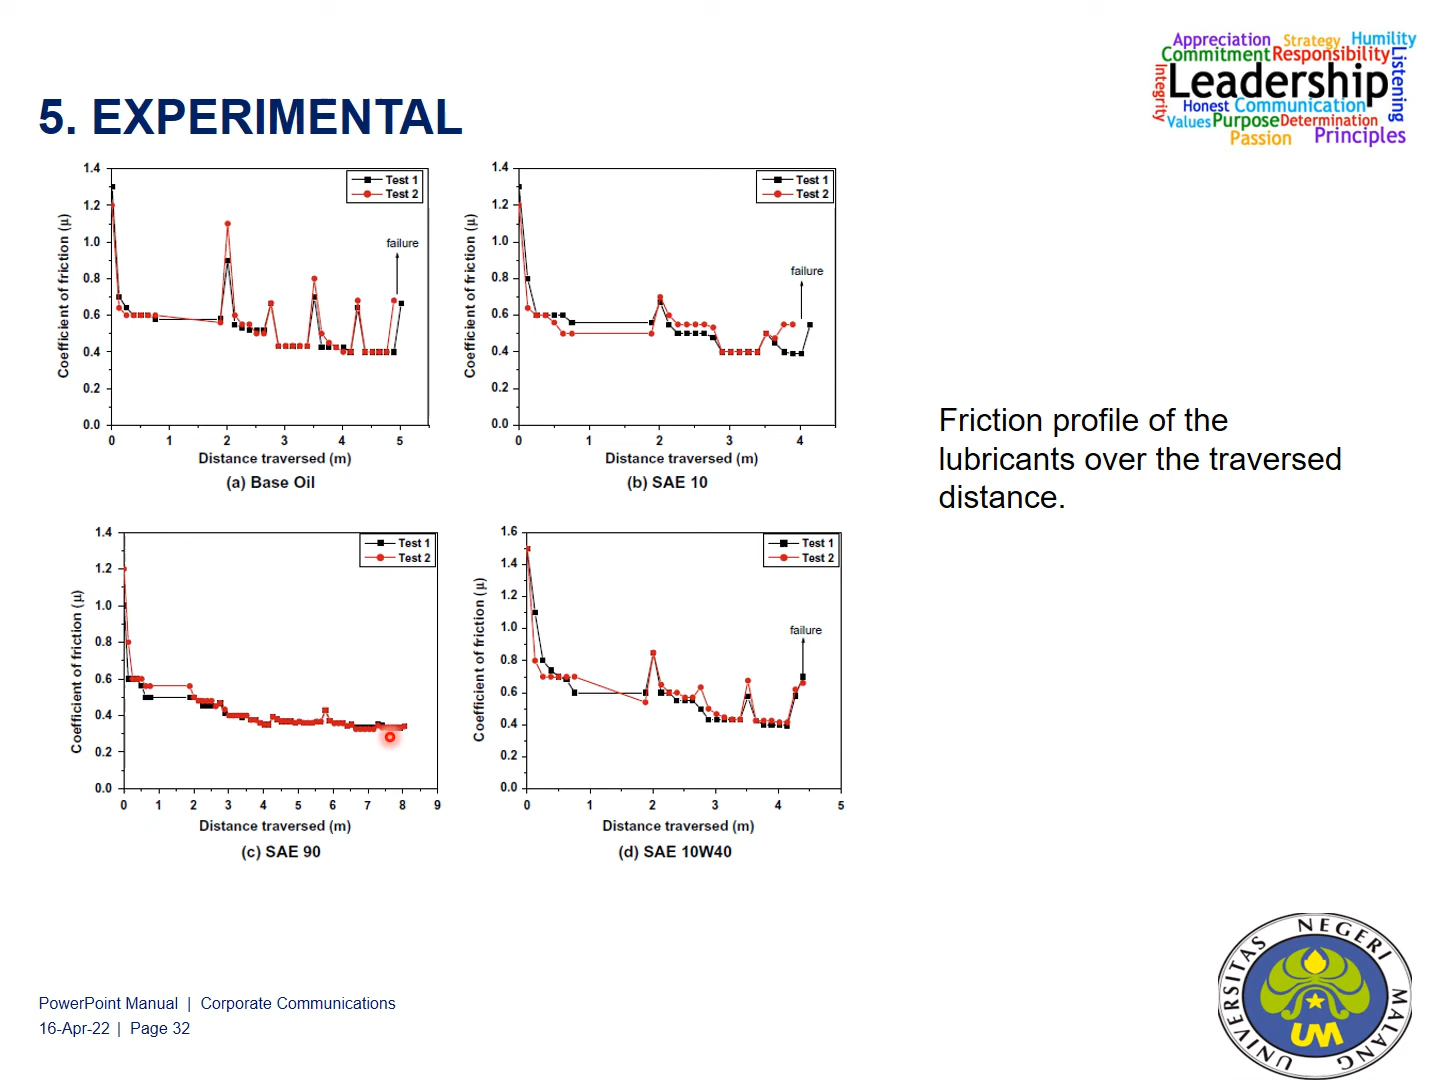 Appreciation Strategy Humility
Commitment Responsibility
Integrity
Leadership
Listening
Honest Communication
Values Purpose Determination
Passion Principles
5. EXPERIMENTAL
1.4
1.2
1.0
0.8
0.6
0.4
0.2
0.0
Coefficient of friction (μ)
Test 1
Test 2
failure
0 1 2 3 4 5
Distance traversed (m)
(a) Base Oil
1.4
1.2
1.0
0.8
0.6
0.4
0.2
0.0
Coefficient of friction (μ)
Test 1
Test 2
failure
0 1 2 3 4
Distance traversed (m)
(b) SAE 10
Friction profile of the
lubricants over the traversed
distance.
1.4
1.2
1.0
0.8
0.6
0.4
0.2
0.0
Coefficient of friction (μ)
Test 1
Test 2
0 1 2 3 4 5 6 7 8 9
Distance traversed (m)
(c) SAE 90
1.6
1.4
1.2
1.0
0.8
0.6
0.4
0.2
0.0
Coefficient of friction (μ)
Test 1
Test 2
failure
0 1 2 3 4 5
Distance traversed (m)
(d) SAE 10W40
PowerPoint Manual | Corporate Communications
16-Apr-22 | Page 32
UNIVERSITAS NEGERI MALANG
UM